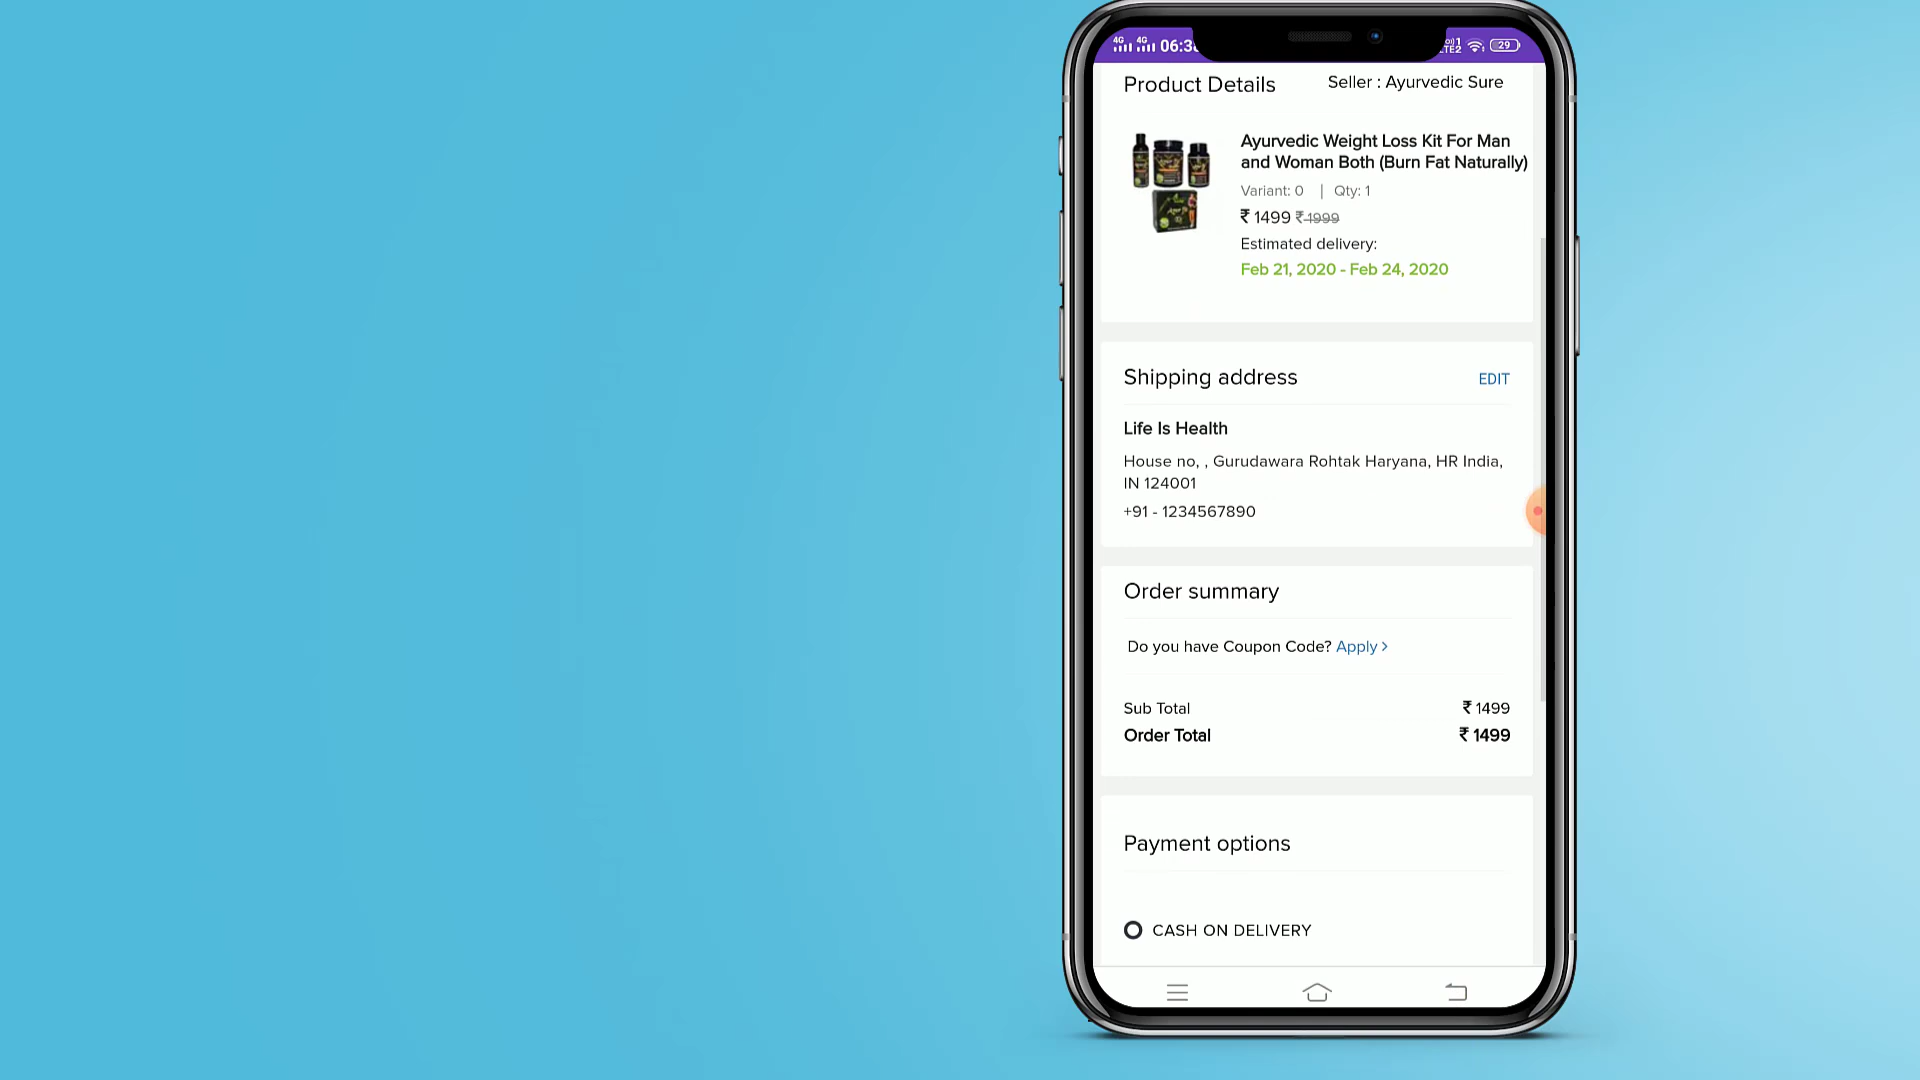 4G 4G
Product Details
Seller : Ayurvedic Sure
Ayurvedic Weight Loss Kit For Man
and Woman Both (Burn Fat Naturally)
Variant: 0 | Qty: 1
₹ 1499 ₹ 1999
Estimated delivery:
Feb 21, 2020 - Feb 24, 2020
Shipping address
EDIT
Life Is Health
House no, , Gurudawara Rohtak Haryana, HR India,
IN 124001
+91 - 1234567890
Order summary
Do you have Coupon Code? Apply >
Sub Total ₹ 1499
Order Total ₹ 1499
Payment options
CASH ON DELIVERY
29